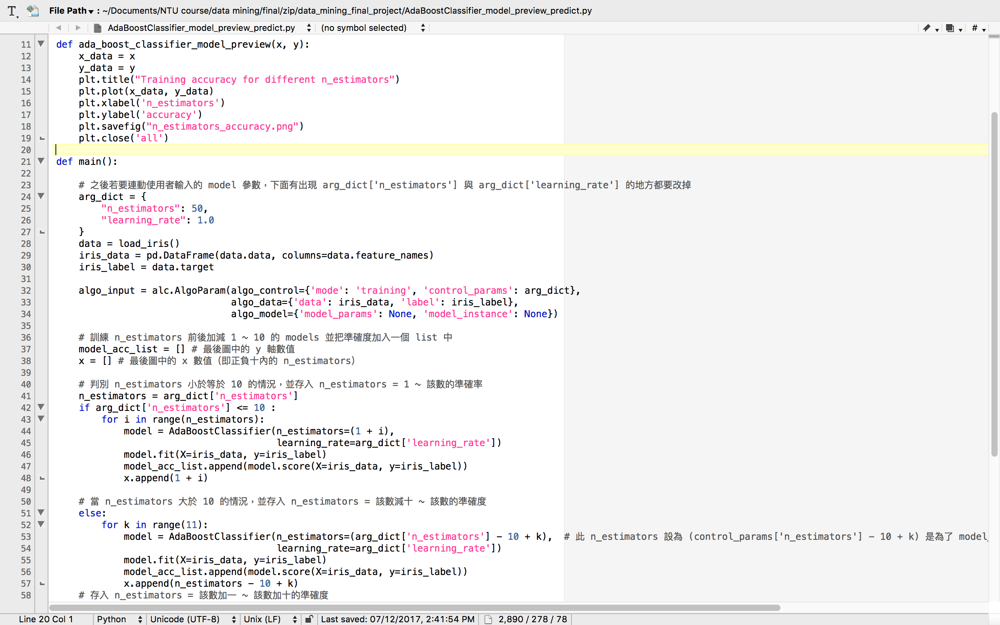 File Path ▾ : ~/Documents/NTU course/data mining/final/zip/data_mining_final_project/AdaBoostClassifier_model_preview_predict.py
AdaBoostClassifier_model_preview_predict.py (no symbol selected) #
11 def ada_boost_classifier_model_preview(x, y):
12     x_data = x
13     y_data = y
14     plt.title("Training accuracy for different n_estimators")
15     plt.plot(x_data, y_data)
16     plt.xlabel('n_estimators')
17     plt.ylabel('accuracy')
18     plt.savefig("n_estimators_accuracy.png")
19     plt.close('all')
20
21 def main():
22
23     # 之後若要連動使用者輸入的 model 參數，下面有出現 arg_dict['n_estimators'] 與 arg_dict['learning_rate'] 的地方都要改掉
24     arg_dict = {
25         "n_estimators": 50,
26         "learning_rate": 1.0
27     }
28     data = load_iris()
29     iris_data = pd.DataFrame(data.data, columns=data.feature_names)
30     iris_label = data.target
31
32     algo_input = alc.AlgoParam(algo_control={'mode': 'training', 'control_params': arg_dict},
33                                algo_data={'data': iris_data, 'label': iris_label},
34                                algo_model={'model_params': None, 'model_instance': None})
35
36     # 訓練 n_estimators 前後加減 1 ~ 10 的 models 並把準確度加入一個 list 中
37     model_acc_list = [] # 最後圖中的 y 軸數值
38     x = [] # 最後圖中的 x 數值 (即正負十內的 n_estimators)
39
40     # 判別 n_estimators 小於等於 10 的情況，並存入 n_estimators = 1 ~ 該數的準確率
41     n_estimators = arg_dict['n_estimators']
42     if arg_dict['n_estimators'] <= 10 :
43         for i in range(n_estimators):
44             model = AdaBoostClassifier(n_estimators=(1 + i),
45                                        learning_rate=arg_dict['learning_rate'])
46             model.fit(X=iris_data, y=iris_label)
47             model_acc_list.append(model.score(X=iris_data, y=iris_label))
48             x.append(1 + i)
49
50     # 當 n_estimators 大於 10 的情況，並存入 n_estimators = 該數減十 ~ 該數的準確度
51     else:
52         for k in range(11):
53             model = AdaBoostClassifier(n_estimators=(arg_dict['n_estimators'] - 10 + k),  # 此 n_estimators 設為 (control_params['n_estimators'] - 10 + k) 是為了 model_
54                                        learning_rate=arg_dict['learning_rate'])
55             model.fit(X=iris_data, y=iris_label)
56             model_acc_list.append(model.score(X=iris_data, y=iris_label))
57             x.append(n_estimators - 10 + k)
58     # 存入 n_estimators = 該數加一 ~ 該數加十的準確度
Line 20 Col 1 Python Unicode (UTF-8) Unix (LF) Last saved: 07/12/2017, 2:41:54 PM 2,890 / 278 / 78